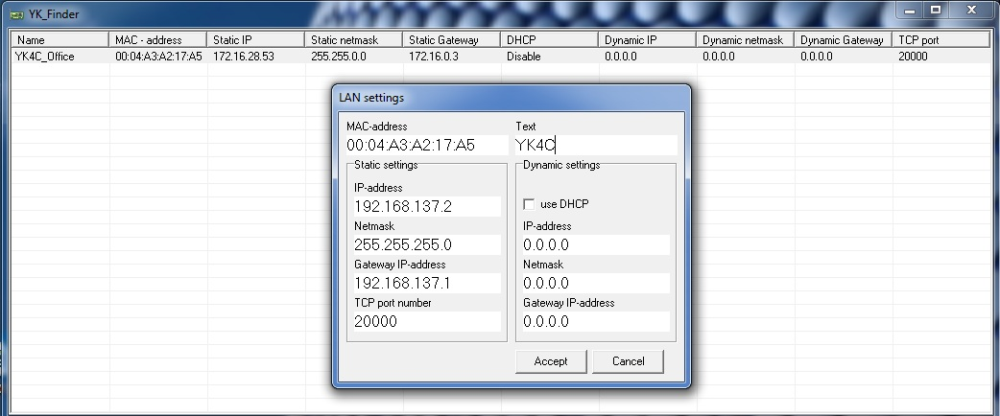 YK_Finder
Name MAC - address Static IP Static netmask Static Gateway DHCP Dynamic IP Dynamic netmask Dynamic Gateway TCP port
YK4C_Office 00:04:A3:A2:17:A5 172.16.28.53 255.255.0.0 172.16.0.3 Disable 0.0.0.0 0.0.0.0 0.0.0.0 20000
LAN settings
MAC-address Text
00:04:A3:A2:17:A5 YK4C
Static settings Dynamic settings
IP-address
192.168.137.2 use DHCP
Netmask IP-address
255.255.255.0 0.0.0.0
Gateway IP-address Netmask
192.168.137.1 0.0.0.0
TCP port number Gateway IP-address
20000 0.0.0.0
Accept Cancel